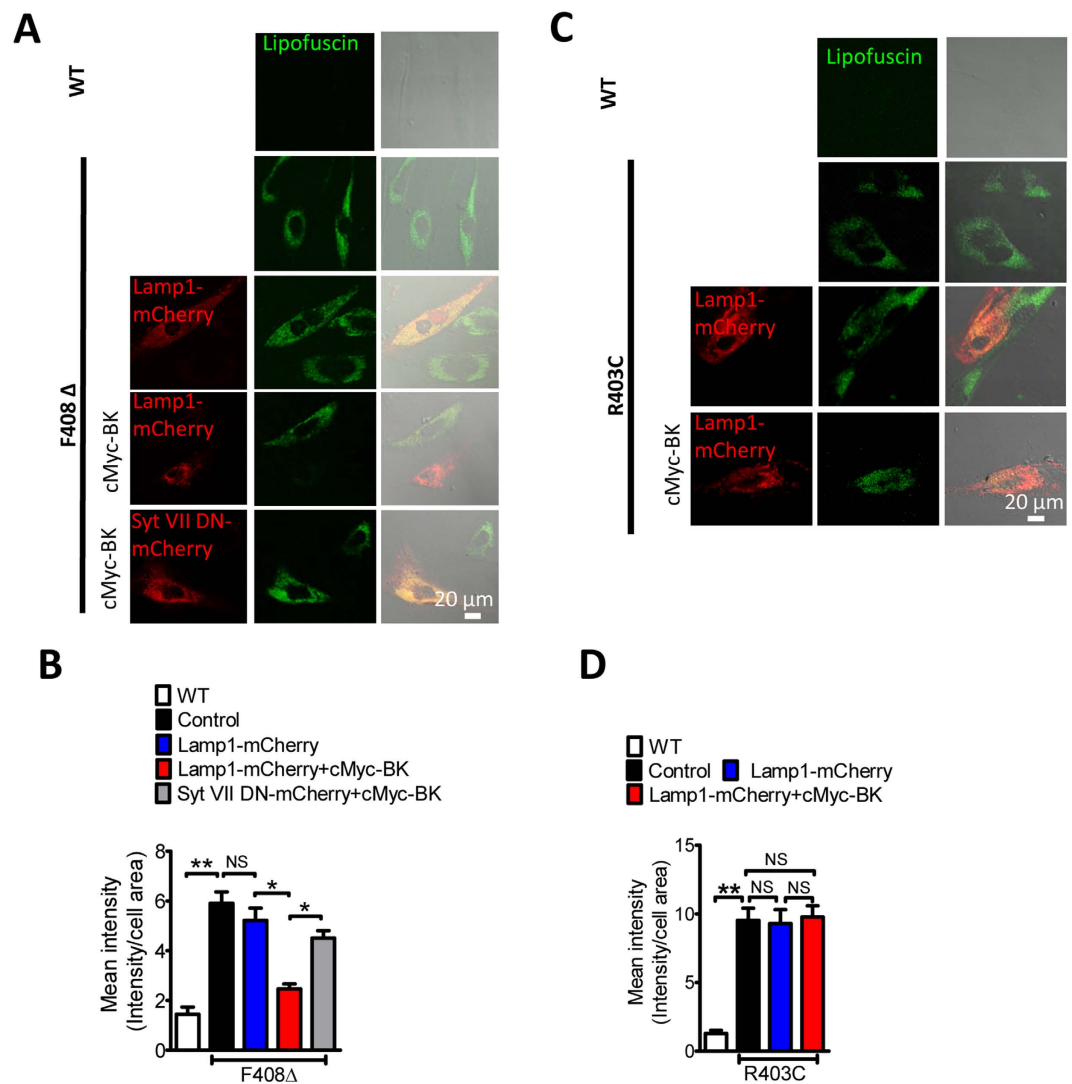 A
WT
Lipofuscin
F408 Δ
Lamp1-
mCherry
cMyc-BK
Lamp1-
mCherry
cMyc-BK
Syt VII DN-
mCherry
20 µm
C
WT
Lipofuscin
R403C
Lamp1-
mCherry
cMyc-BK
Lamp1-
mCherry
20 µm
B
WT
Control
Lamp1-mCherry
Lamp1-mCherry+cMyc-BK
Syt VII DN-mCherry+cMyc-BK
Mean intensity
(Intensity/cell area)
8
6
4
2
0
** NS
*
*
F408Δ
D
WT
Control Lamp1-mCherry
Lamp1-mCherry+cMyc-BK
Mean intensity
(Intensity/cell area)
15
10
5
0
NS
** NS NS
R403C